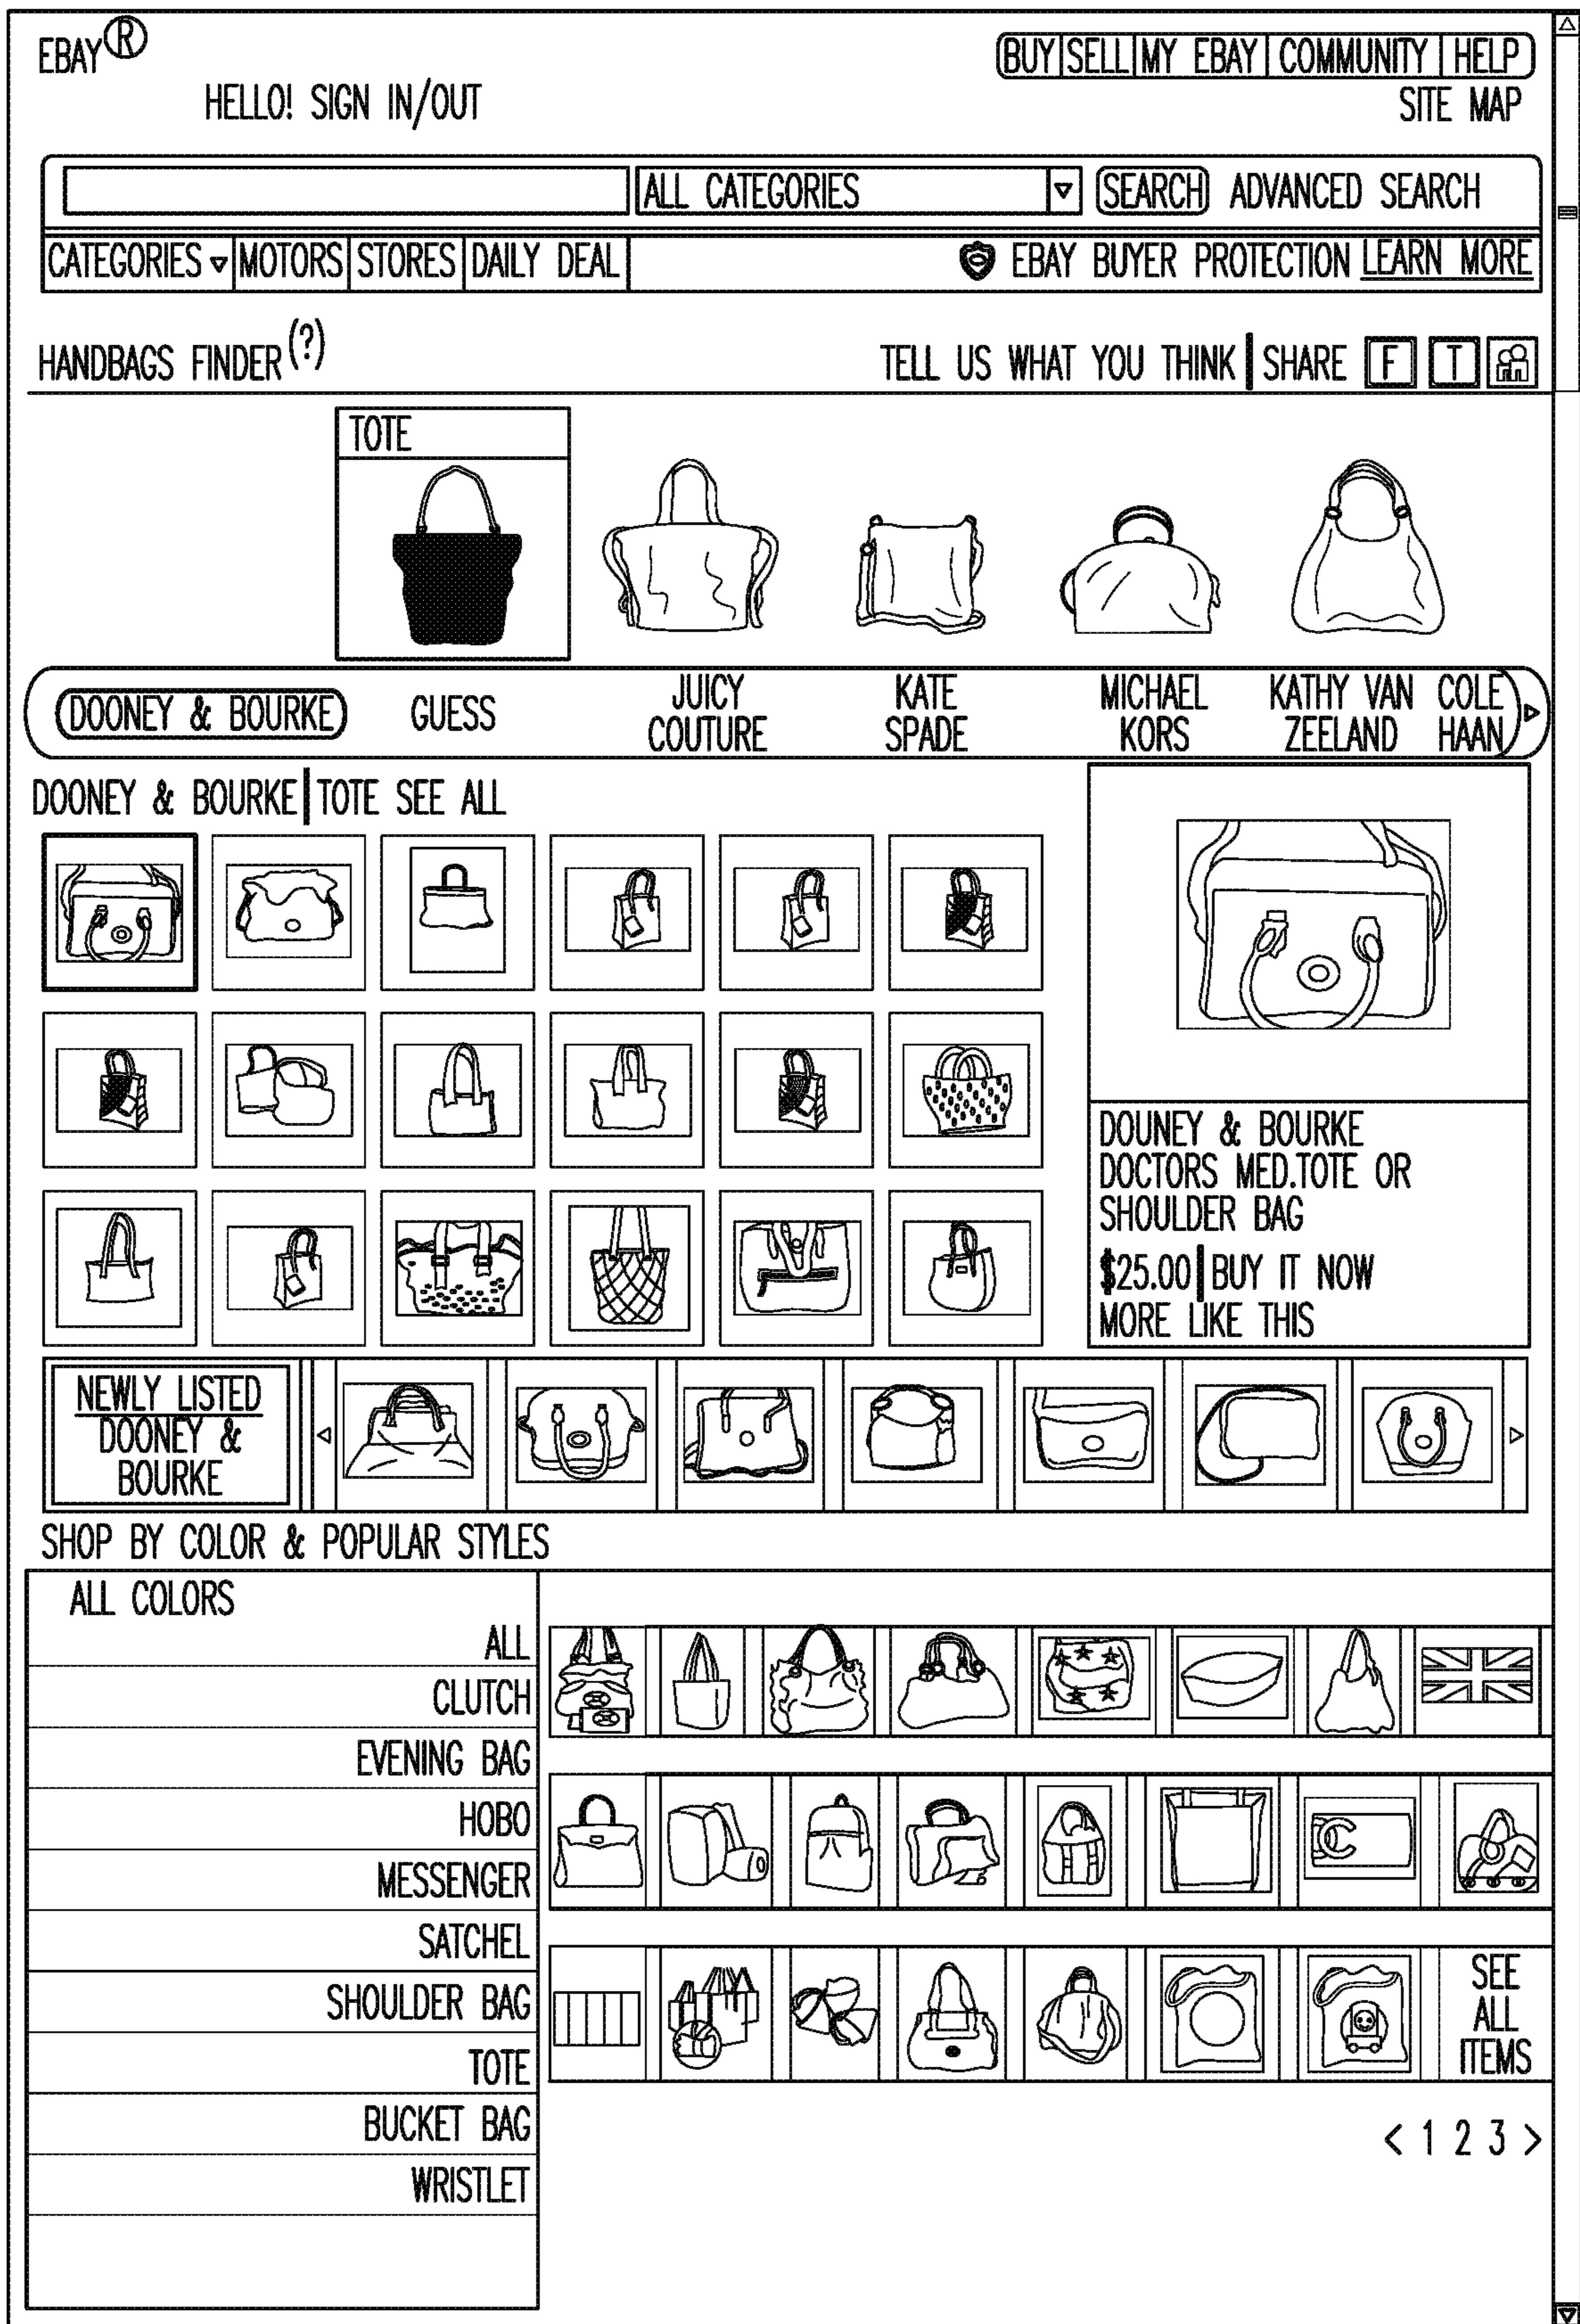 EBAY®
BUY SELL MY EBAY COMMUNITY HELP
HELLO! SIGN IN/OUT
SITE MAP
ALL CATEGORIES SEARCH ADVANCED SEARCH
CATEGORIES MOTORS STORES DAILY DEAL
EBAY BUYER PROTECTION LEARN MORE
HANDBAGS FINDER(?)
TELL US WHAT YOU THINK | SHARE F T
TOTE
DOONEY & BOURKE
GUESS
JUICY
COUTURE
KATE
SPADE
MICHAEL
KORS
KATHY VAN
ZEELAND
COLE
HAAN
DOONEY & BOURKE | TOTE SEE ALL
DOUNEY & BOURKE
DOCTORS MED.TOTE OR
SHOULDER BAG
$25.00 | BUY IT NOW
MORE LIKE THIS
NEWLY LISTED
DOONEY &
BOURKE
SHOP BY COLOR & POPULAR STYLES
ALL COLORS
ALL
CLUTCH
EVENING BAG
HOBO
MESSENGER
SATCHEL
SHOULDER BAG
TOTE
BUCKET BAG
WRISTLET
SEE
ALL
ITEMS
< 1 2 3 >